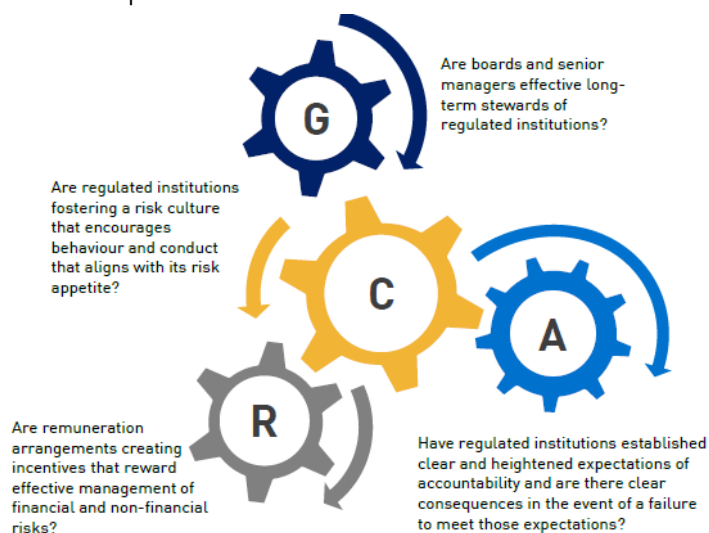 G
Are boards and senior
managers effective long-
term stewards of
regulated institutions?
Are regulated institutions
fostering a risk culture
that encourages
behaviour and conduct
that aligns with its risk
appetite?
C
A
R
Are remuneration
arrangements creating
incentives that reward
effective management of
financial and non-financial
risks?
Have regulated institutions established
clear and heightened expectations of
accountability and are there clear
consequences in the event of a failure
to meet those expectations?